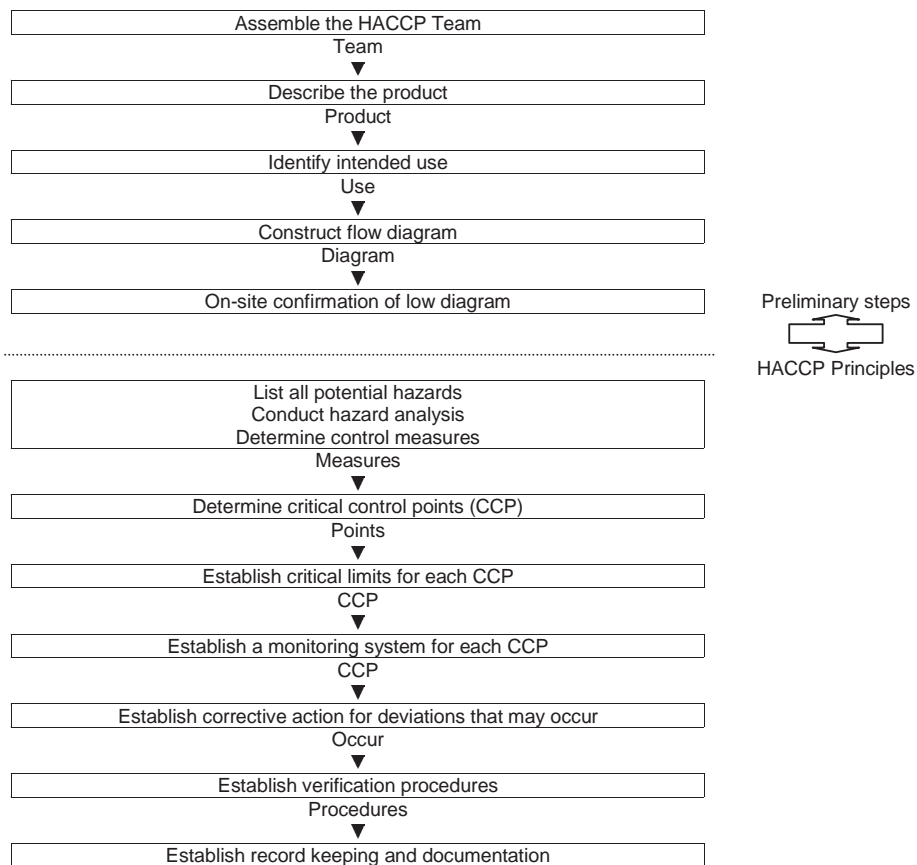 Assemble the HACCP Team
Team
Describe the product
Product
Identify intended use
Use
Construct flow diagram
Diagram
On-site confirmation of low diagram
Preliminary steps
HACCP Principles
List all potential hazards
Conduct hazard analysis
Determine control measures
Measures
Determine critical control points (CCP)
Points
Establish critical limits for each CCP
CCP
Establish a monitoring system for each CCP
CCP
Establish corrective action for deviations that may occur
Occur
Establish verification procedures
Procedures
Establish record keeping and documentation